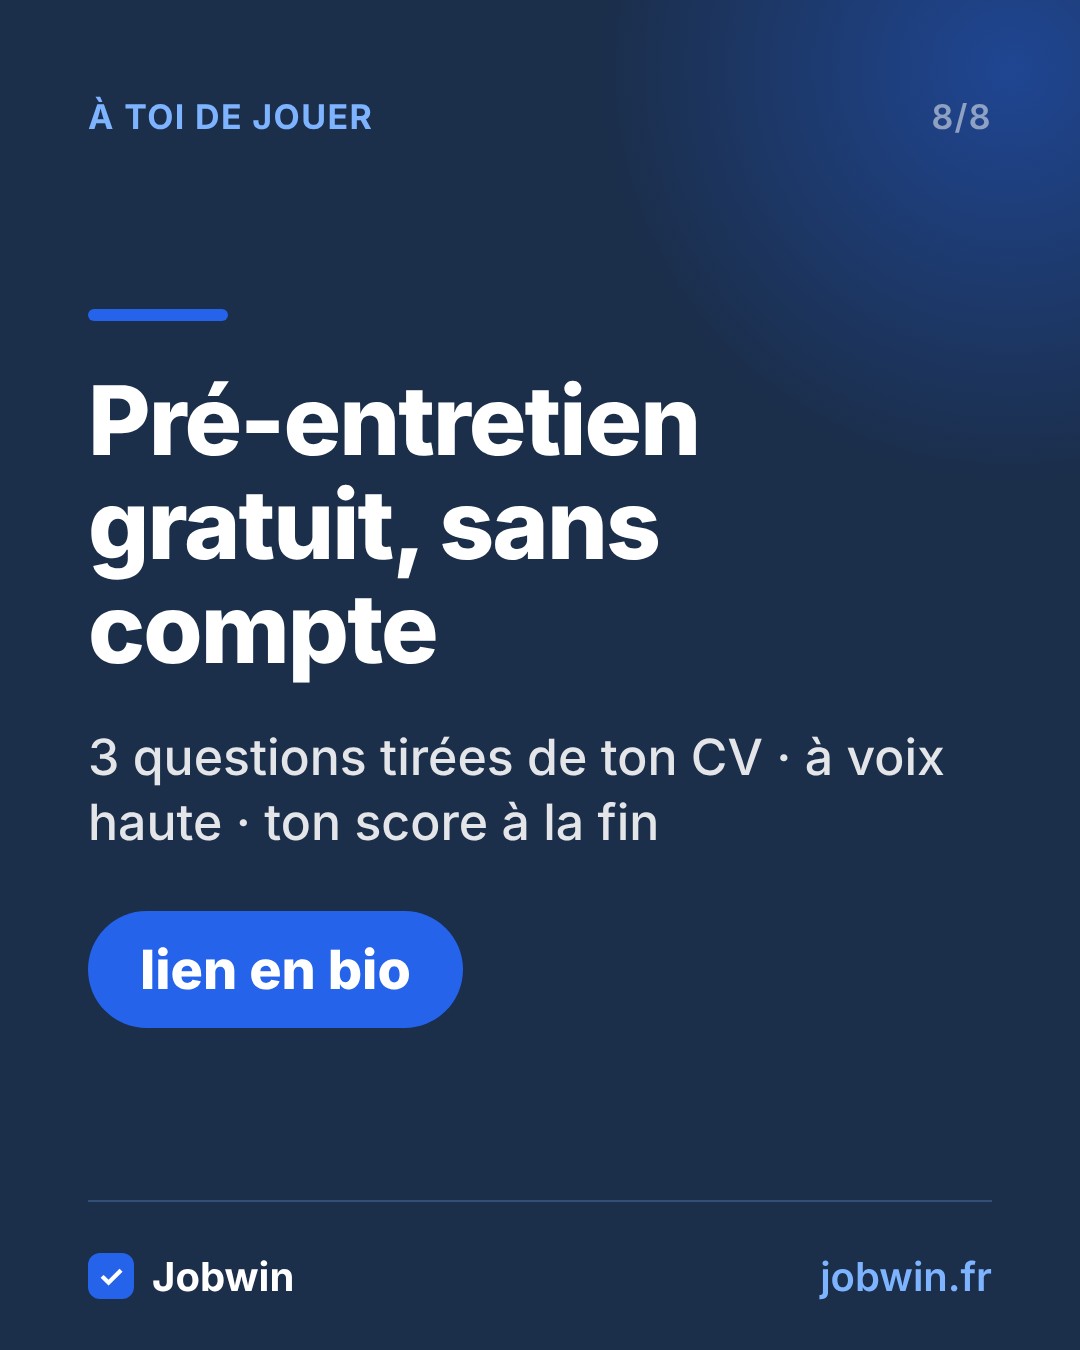 À TOI DE JOUER
8/8
Pré-entretien
gratuit, sans
compte
3 questions tirées de ton CV · à voix
haute · ton score à la fin
lien en bio
Jobwin
jobwin.fr